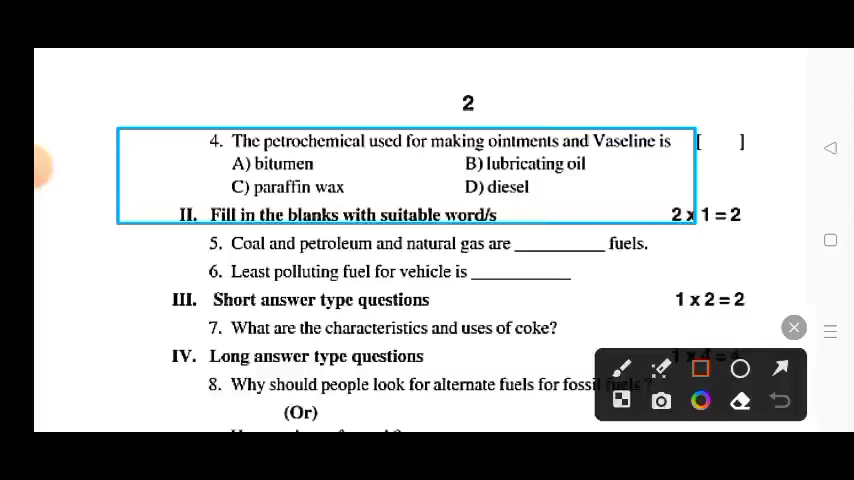 2
4. The petrochemical used for making ointments and Vaseline is [ ]
A) bitumen B) lubricating oil
C) paraffin wax D) diesel
II. Fill in the blanks with suitable word/s 2 x 1 = 2
5. Coal and petroleum and natural gas are __________ fuels.
6. Least polluting fuel for vehicle is ___________
III. Short answer type questions 1 x 2 = 2
7. What are the characteristics and uses of coke?
IV. Long answer type questions 1 x 4 = 4
8. Why should people look for alternate fuels for fossil fuels ?
(Or)